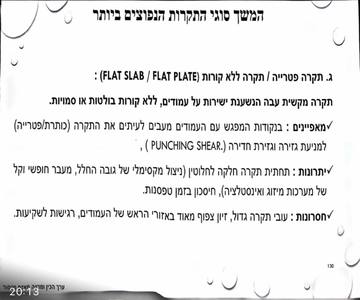 המשך סוגי התקרות הנפוצים ביותר
ג. תקרה פטרייה / תקרה ללא קורות (FLAT SLAB / FLAT PLATE) :
תקרה מקשית עבה הנשענת ישירות על עמודים, ללא קורות בולטות או סמויות.
✓מאפיינים : בנקודות המפגש עם העמודים מעבים לעיתים את התקרה (כותרת/פטרייה)
למניעת גזירה וגזירת חדירה (PUNCHING SHEAR. ) ,
✓יתרונות : תחתית תקרה חלקה לחלוטין (ניצול מקסימלי של גובה החלל, מעבר חופשי וקל
של מערכות מיזוג ואינסטלציה), חיסכון בזמן טפסנות.
✓חסרונות : עובי תקרה גדול, זיון צפוף מאוד באזורי הראש של העמודים, רגישות לשקיעות.
130
ערך הכין
20:13